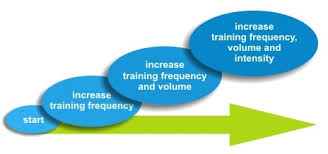 start
increase
training frequency
increase
training frequency
and volume
increase
training frequency,
volume and
intensity